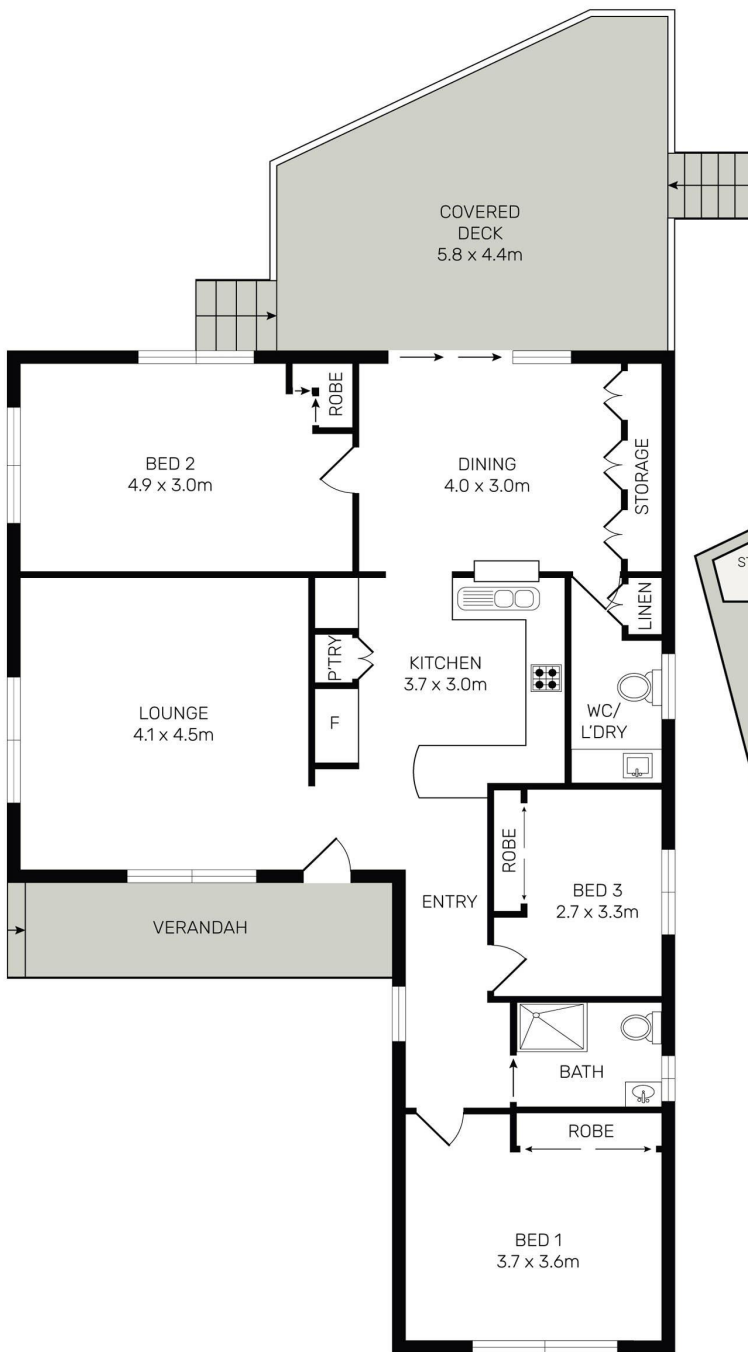 COVERED
DECK
5.8 x 4.4m
ROBE
BED 2
4.9 x 3.0m
DINING
4.0 x 3.0m
STORAGE
LINEN
P'TRY
KITCHEN
3.7 x 3.0m
F
LOUNGE
4.1 x 4.5m
WC/
L'DRY
ROBE
BED 3
2.7 x 3.3m
ENTRY
VERANDAH
BATH
ROBE
BED 1
3.7 x 3.6m